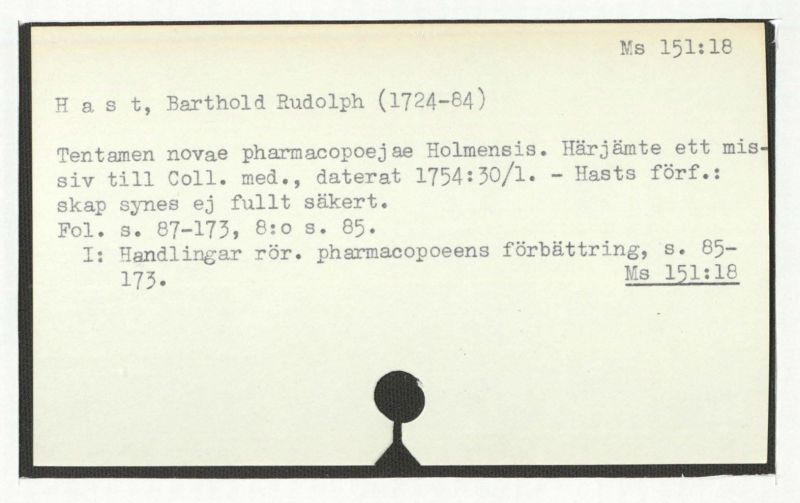 Ms 151:18
H a s t, Barthold Rudolph (1724-84)
Tentamen novae pharmacopoejae Holmensis. Härjämte ett mis-
siv till Coll. med., daterat 1754:30/1. - Hasts förf.:
skap synes ej fullt säkert.
Fol. s. 87-173, 8:o s. 85.
I: Handlingar rör. pharmacopoeens förbättring, s. 85-
173. Ms 151:18